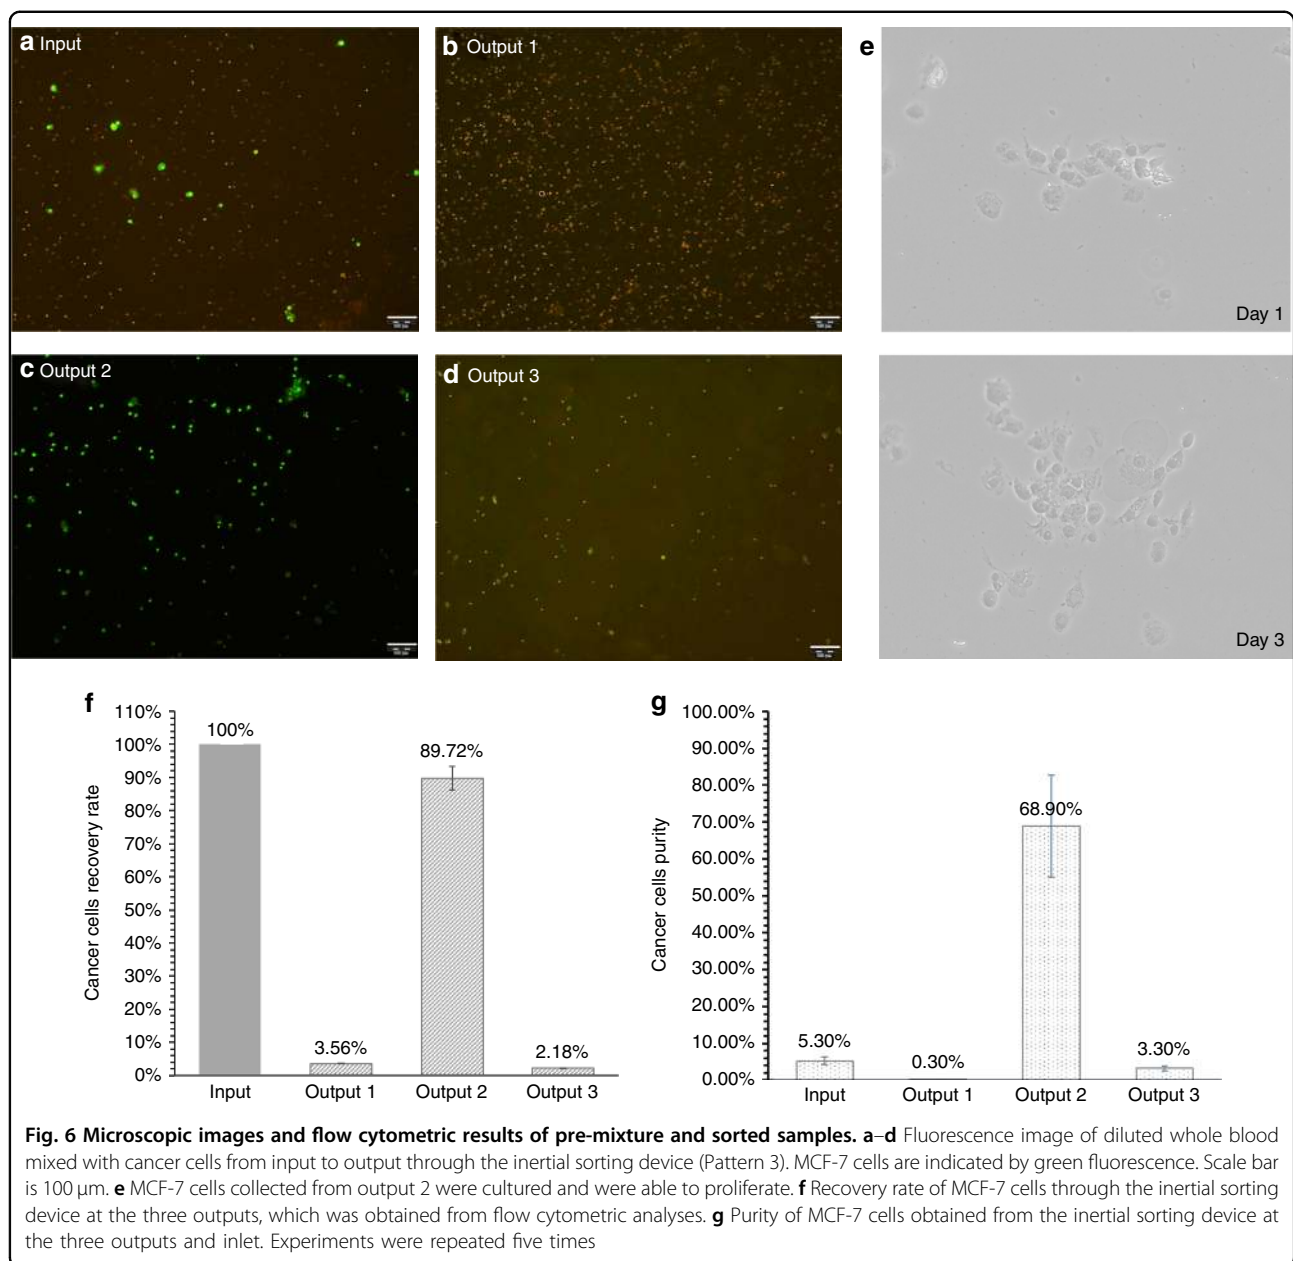 a Input
b Output 1
e
Day 1
c Output 2
d Output 3
Day 3
f
110%
100%
90%
80%
70%
60%
50%
40%
30%
20%
10%
0%
Cancer cells recovery rate
100%
3.56%
89.72%
2.18%
Input Output 1 Output 2 Output 3
g
100.00%
90.00%
80.00%
70.00%
60.00%
50.00%
40.00%
30.00%
20.00%
10.00%
0.00%
Cancer cells purity
5.30%
0.30%
68.90%
3.30%
Input Output 1 Output 2 Output 3
Fig. 6 Microscopic images and flow cytometric results of pre-mixture and sorted samples. a–d Fluorescence image of diluted whole blood
mixed with cancer cells from input to output through the inertial sorting device (Pattern 3). MCF-7 cells are indicated by green fluorescence. Scale bar
is 100 μm. e MCF-7 cells collected from output 2 were cultured and were able to proliferate. f Recovery rate of MCF-7 cells through the inertial sorting
device at the three outputs, which was obtained from flow cytometric analyses. g Purity of MCF-7 cells obtained from the inertial sorting device at
the three outputs and inlet. Experiments were repeated five times